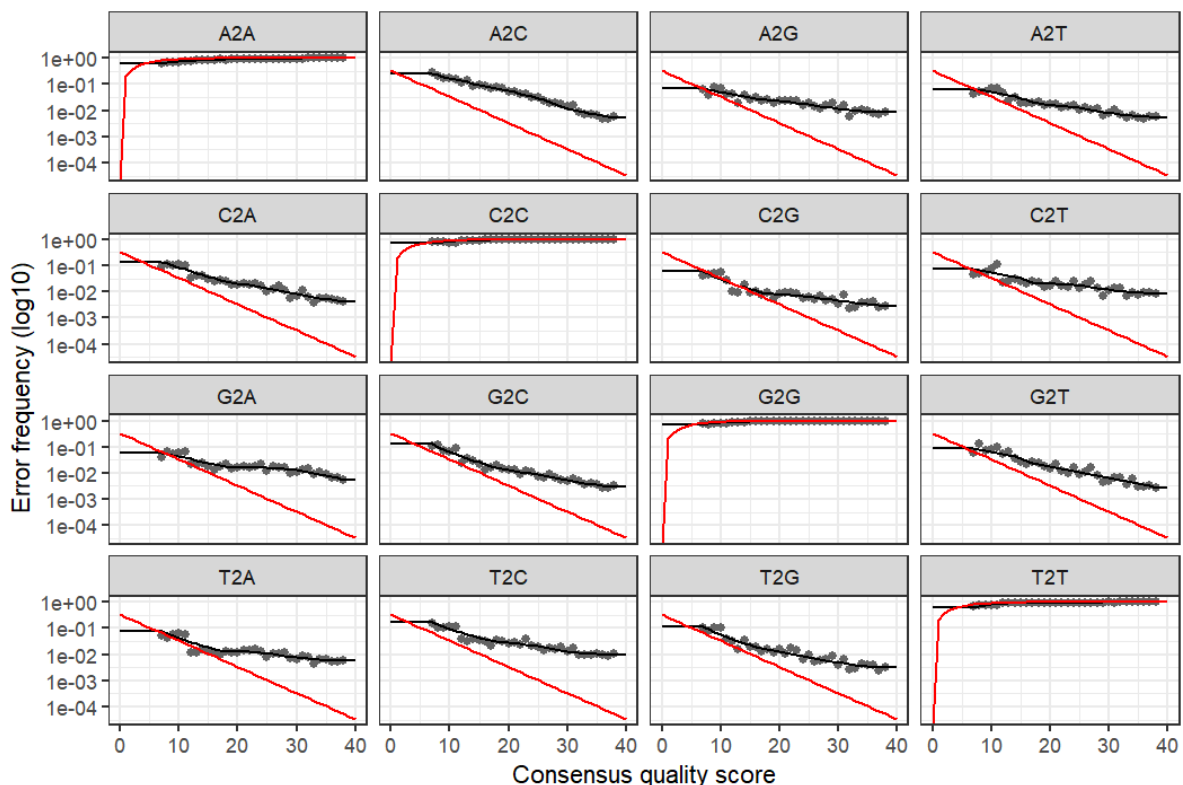 A2A A2C A2G A2T
1e+00
1e-01
1e-02
1e-03
1e-04
C2A C2C C2G C2T
1e+00
1e-01
1e-02
1e-03
1e-04
G2A G2C G2G G2T
1e+00
1e-01
1e-02
1e-03
1e-04
T2A T2C T2G T2T
1e+00
1e-01
1e-02
1e-03
1e-04
0 10 20 30 40 0 10 20 30 40 0 10 20 30 40 0 10 20 30 40
Error frequency (log10)
Consensus quality score